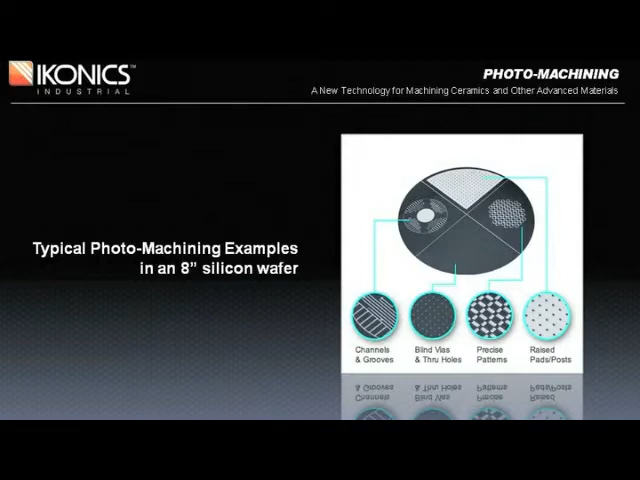 IKONICS™
INDUSTRIAL
PHOTO-MACHINING
A New Technology for Machining Ceramics and Other Advanced Materials
Typical Photo-Machining Examples
in an 8” silicon wafer
Channels
& Grooves
Blind Vias
& Thru Holes
Precise
Patterns
Raised
Pads/Posts